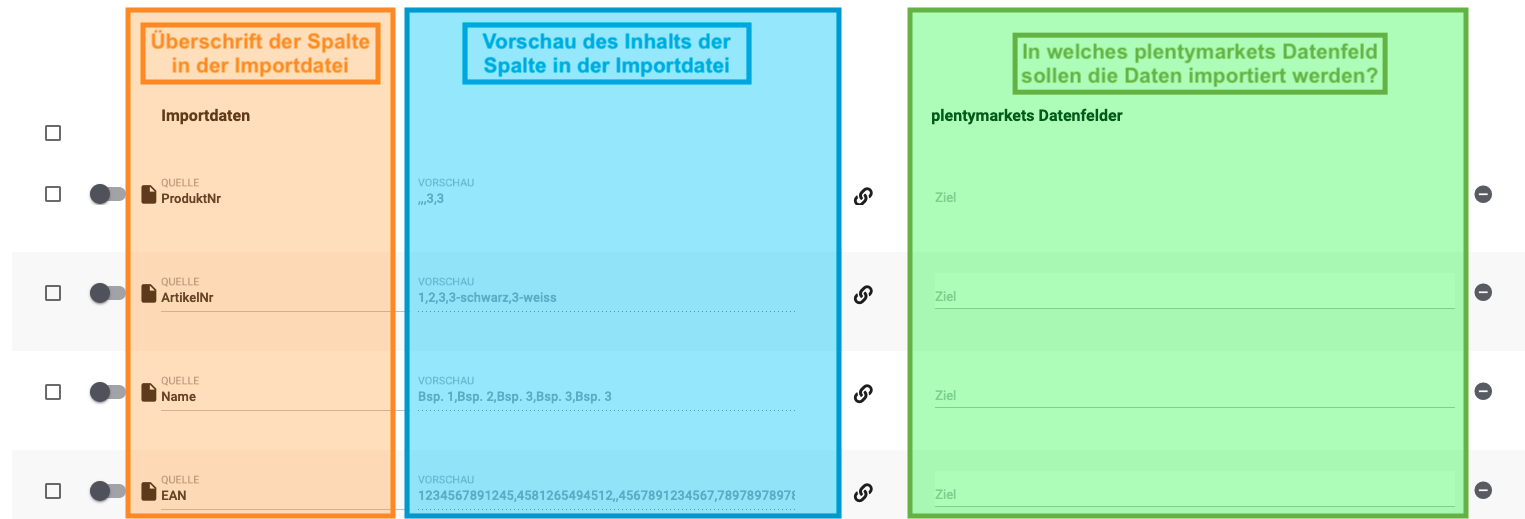 Überschrift der Spalte
in der Importdatei
Vorschau des Inhalts der
Spalte in der Importdatei
In welches plentymarkets Datenfeld
sollen die Daten importiert werden?
Importdaten
plentymarkets Datenfelder
QUELLE
ProduktNr
VORSCHAU
,,,3,3
Ziel
QUELLE
ArtikelNr
VORSCHAU
1,2,3,3-schwarz,3-weiss
Ziel
QUELLE
Name
VORSCHAU
Bsp. 1,Bsp. 2,Bsp. 3,Bsp. 3,Bsp. 3
Ziel
QUELLE
EAN
VORSCHAU
1234567891245,4581265494512,,4567891234567,78978978978
Ziel